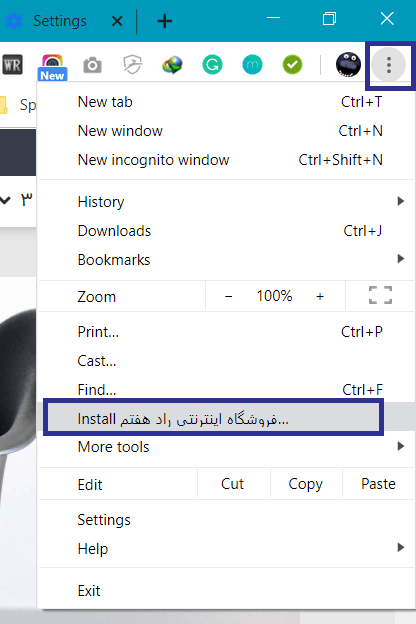 Settings
WR
New
Sp
۳
New tab Ctrl+T
New window Ctrl+N
New incognito window Ctrl+Shift+N
History
Downloads Ctrl+J
Bookmarks
Zoom − 100% +
Print... Ctrl+P
Cast...
Find... Ctrl+F
Install فروشگاه اینترنتی راد هفتم...
More tools
Edit Cut Copy Paste
Settings
Help
Exit